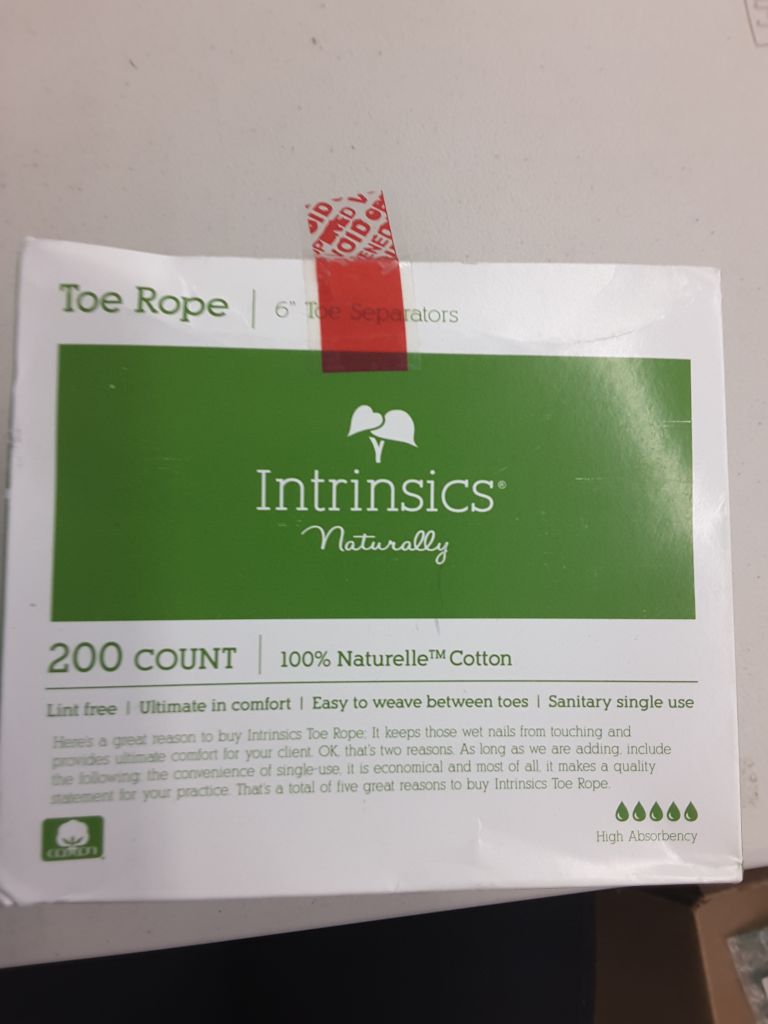 Toe Rope | 6" Toe Separators
Intrinsics®
Naturally
200 COUNT | 100% Naturelle™ Cotton
Lint free | Ultimate in comfort | Easy to weave between toes | Sanitary single use
Here's a great reason to buy Intrinsics Toe Rope: It keeps those wet nails from touching and
provides ultimate comfort for your client. OK, that's two reasons. As long as we are adding, include
the following: the convenience of single-use, it is economical and most of all, it makes a quality
statement for your practice. That's a total of five great reasons to buy Intrinsics Toe Rope.
High Absorbency
COTTON
VOID